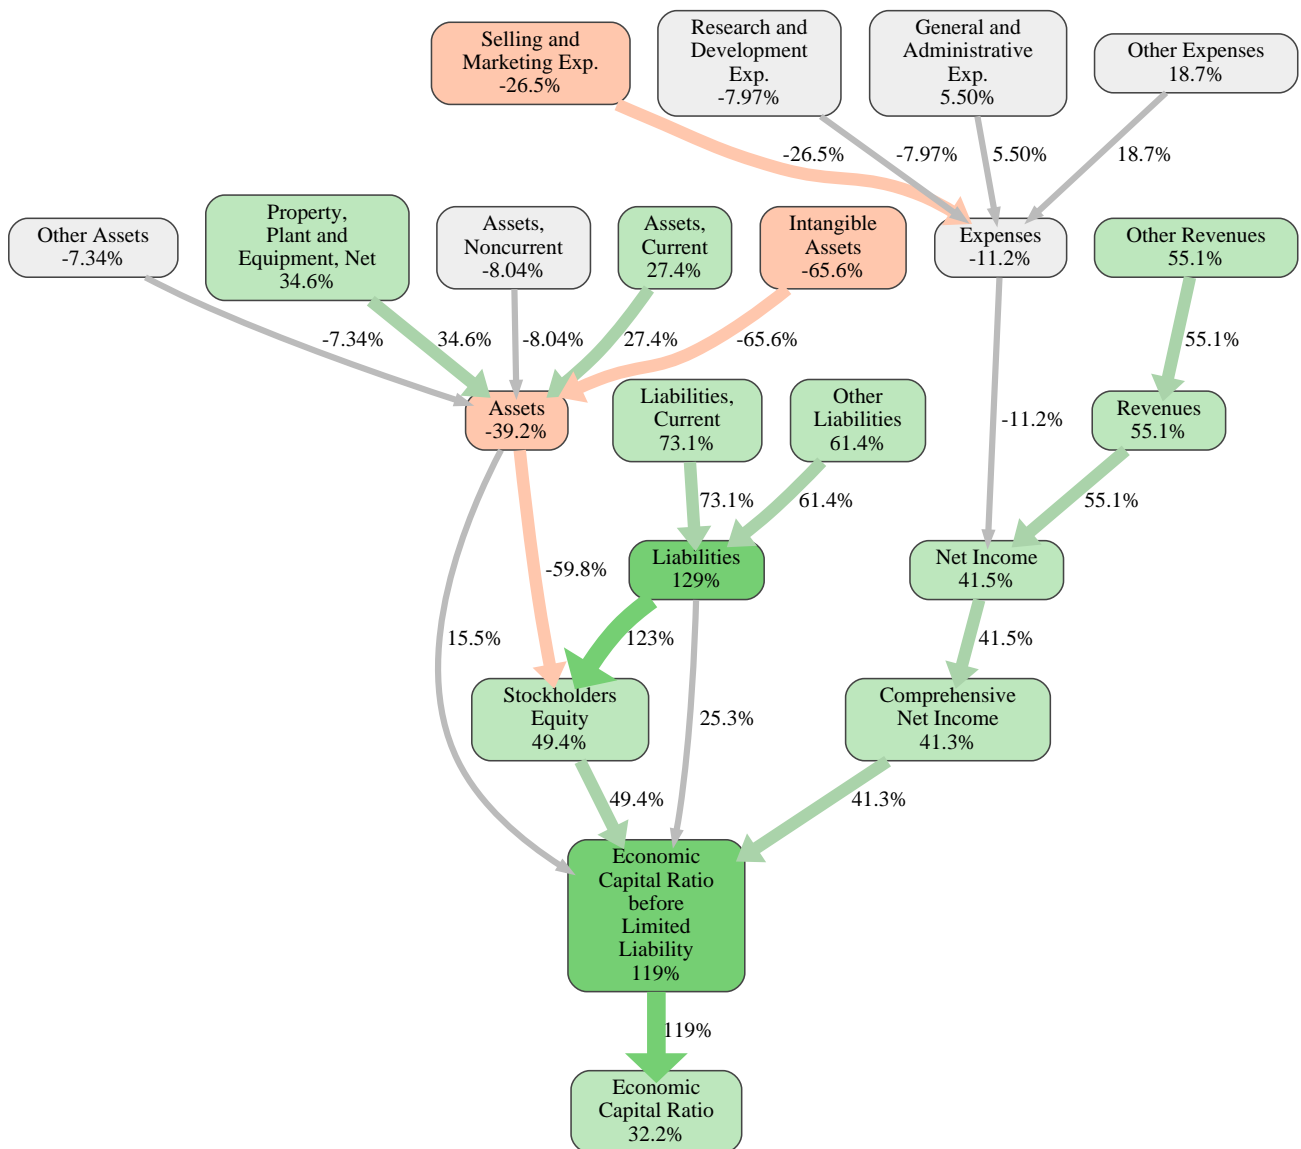 Selling and
Marketing Exp.
-26.5%
Research and
Development
Exp.
-7.97%
General and
Administrative
Exp.
5.50%
Other Expenses
18.7%
-26.5%
-7.97%
5.50%
18.7%
Other Assets
-7.34%
Property,
Plant and
Equipment, Net
34.6%
Assets,
Noncurrent
-8.04%
Assets,
Current
27.4%
Intangible
Assets
-65.6%
Expenses
-11.2%
Other Revenues
55.1%
-7.34%
34.6%
-8.04%
27.4%
-65.6%
55.1%
Assets
-39.2%
Liabilities,
Current
73.1%
Other
Liabilities
61.4%
-11.2%
Revenues
55.1%
73.1%
61.4%
55.1%
-59.8%
Liabilities
129%
Net Income
41.5%
15.5%
123%
41.5%
Stockholders
Equity
49.4%
25.3%
Comprehensive
Net Income
41.3%
49.4%
41.3%
Economic
Capital Ratio
before
Limited
Liability
119%
119%
Economic
Capital Ratio
32.2%